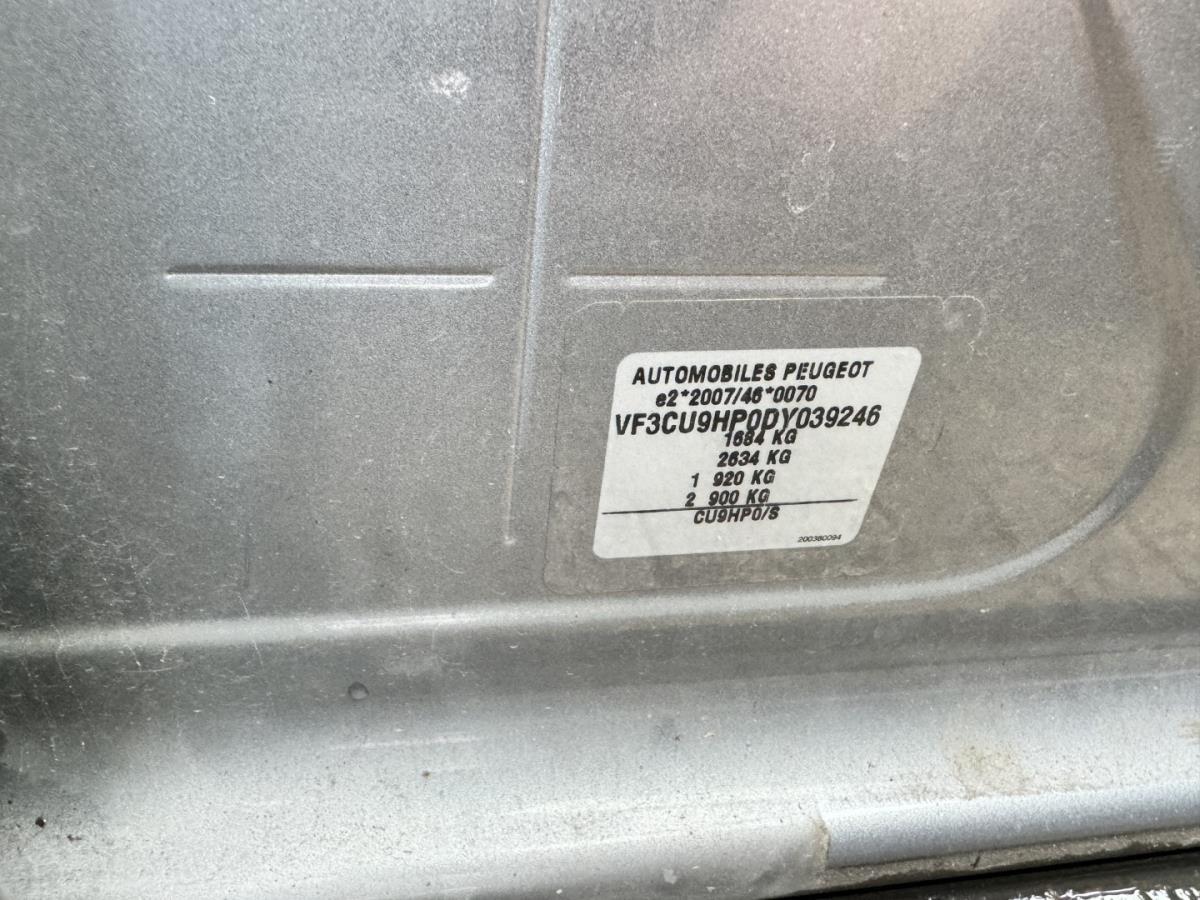 AUTOMOBILES PEUGEOT
e2*2007/46*0070
VF3CU9HP0DY039246
1684 KG
2634 KG
1 920 KG
2 900 KG
CU9HP0/S
200380094